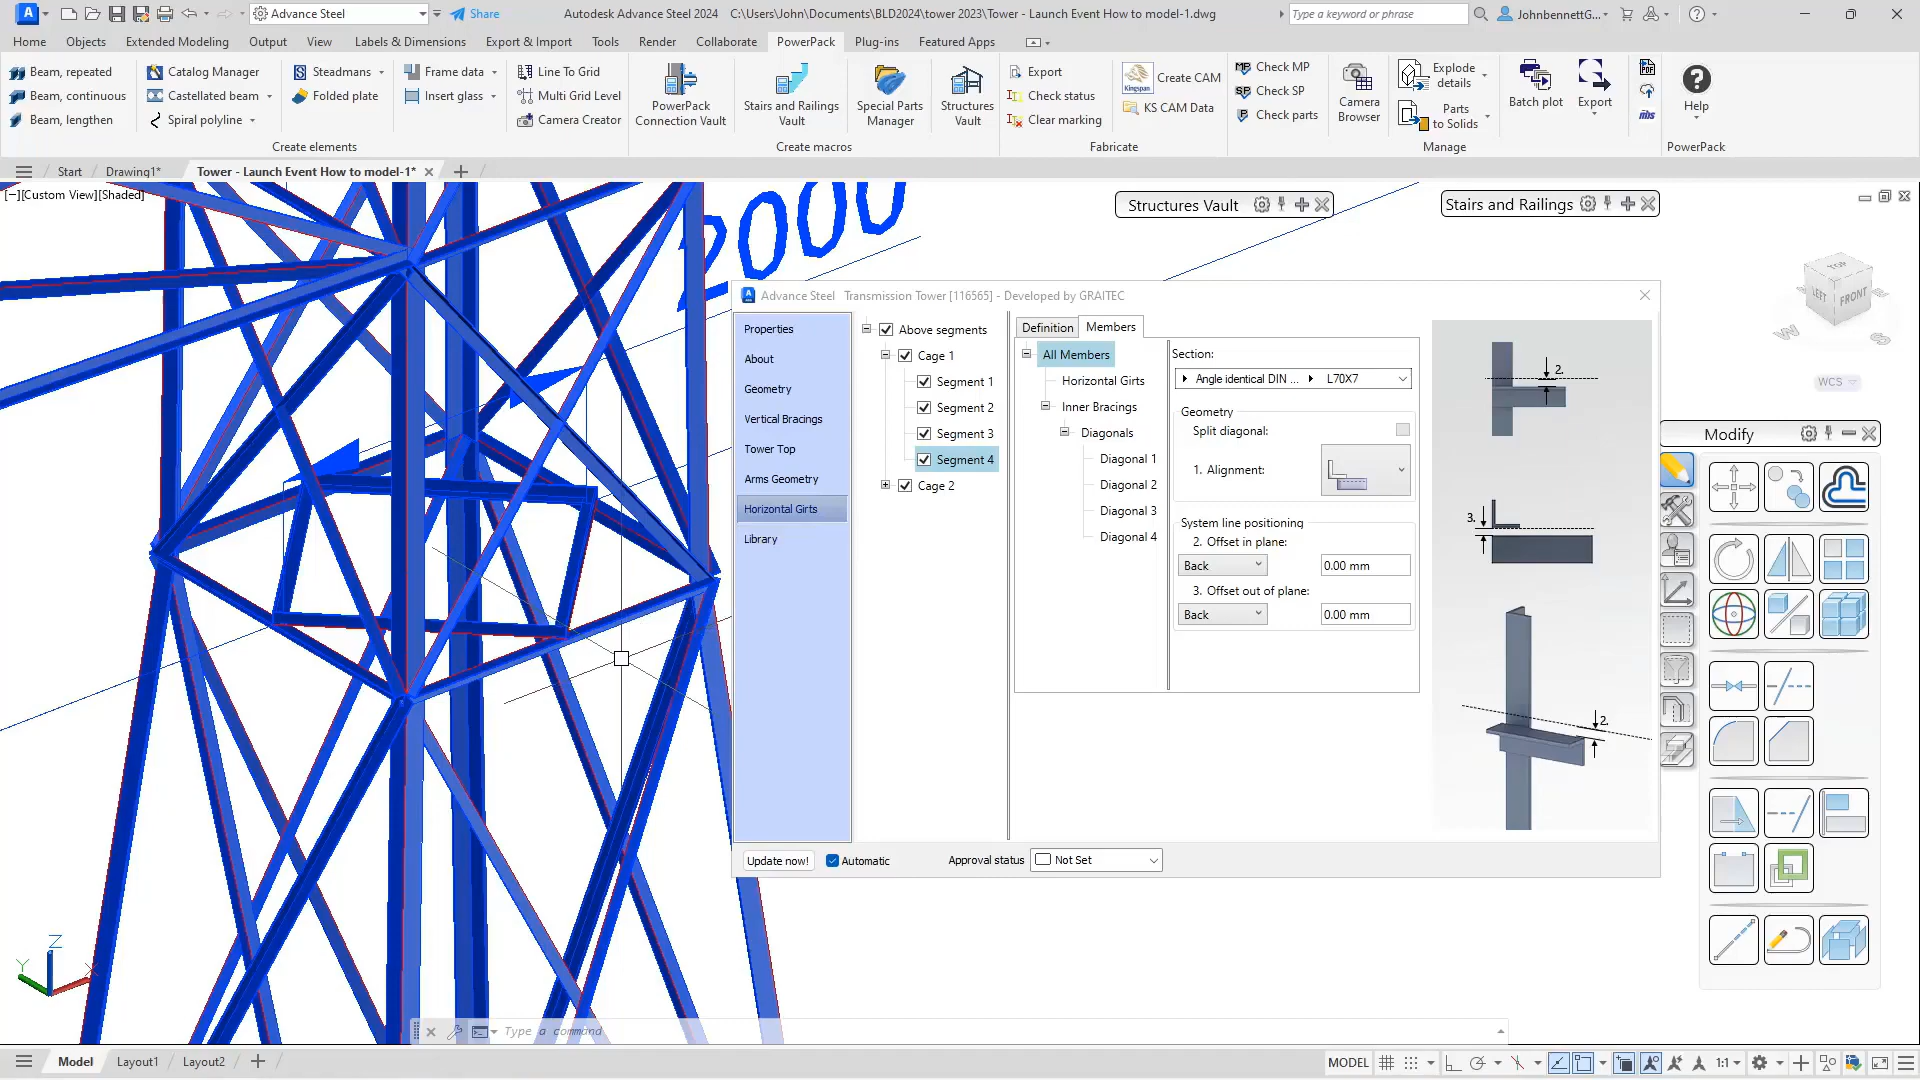 Advance Steel
Share
Autodesk Advance Steel 2024 C:\Users\John\Documents\BLD2024\tower 2023\Tower - Launch Event How to model-1.dwg
Type a keyword or phrase
JohnbennettG...
Home Objects Extended Modeling Output View Labels & Dimensions Export & Import Tools Render Collaborate PowerPack Plug-ins Featured Apps
Beam, repeated
Beam, continuous
Beam, lengthen
Catalog Manager
Castellated beam
Spiral polyline
Steadmans
Folded plate
Frame data
Insert glass
Line To Grid
Multi Grid Level
Camera Creator
Create elements
PowerPack
Connection Vault
Stairs and Railings
Vault
Special Parts
Manager
Structures
Vault
Create macros
Export
Check status
Clear marking
Kingspan
Create CAM
KS CAM Data
Fabricate
MP Check MP
SP Check SP
P Check parts
Camera
Browser
Explode
details
Parts
to Solids
Batch plot
Export
Manage
PDF
nbs
Help
PowerPack
Start Drawing1* Tower - Launch Event How to model-1*
[−][Custom View][Shaded]
2000
Structures Vault
Stairs and Railings
TOP
LEFT
FRONT
W
S
WCS
Advance Steel Transmission Tower [116565] - Developed by GRAITEC
Properties
About
Geometry
Vertical Bracings
Tower Top
Arms Geometry
Horizontal Girts
Library
Above segments
Cage 1
Segment 1
Segment 2
Segment 3
Segment 4
Cage 2
Definition Members
All Members
Horizontal Girts
Inner Bracings
Diagonals
Diagonal 1
Diagonal 2
Diagonal 3
Diagonal 4
Section:
Angle identical DIN ... L70X7
Geometry
Split diagonal:
1. Alignment:
System line positioning
2. Offset in plane:
Back 0.00 mm
3. Offset out of plane:
Back 0.00 mm
2.
3.
2.
Update now! Automatic Approval status Not Set
Modify
Z
Y
X
Type a command
Model Layout1 Layout2
MODEL
1:1